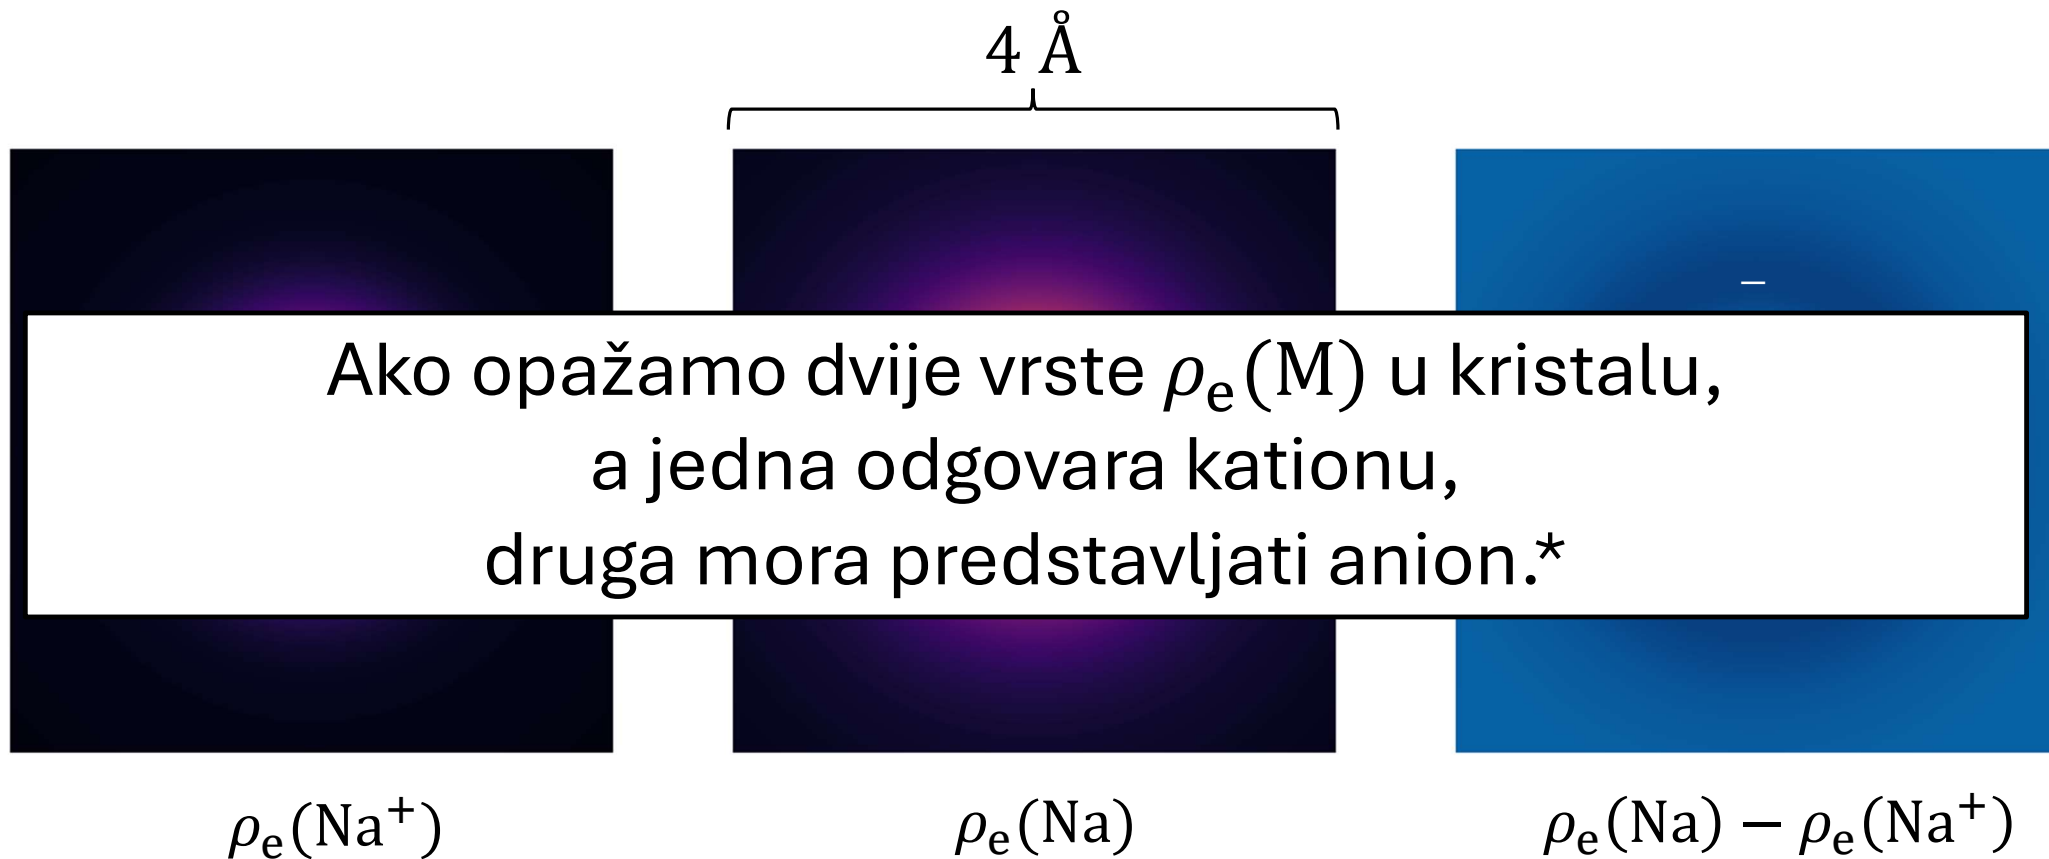 4 Å
–
Ako opažamo dvije vrste ρₑ(M) u kristalu,
a jedna odgovara kationu,
druga mora predstavljati anion.*
ρₑ(Na⁺)
ρₑ(Na)
ρₑ(Na) − ρₑ(Na⁺)